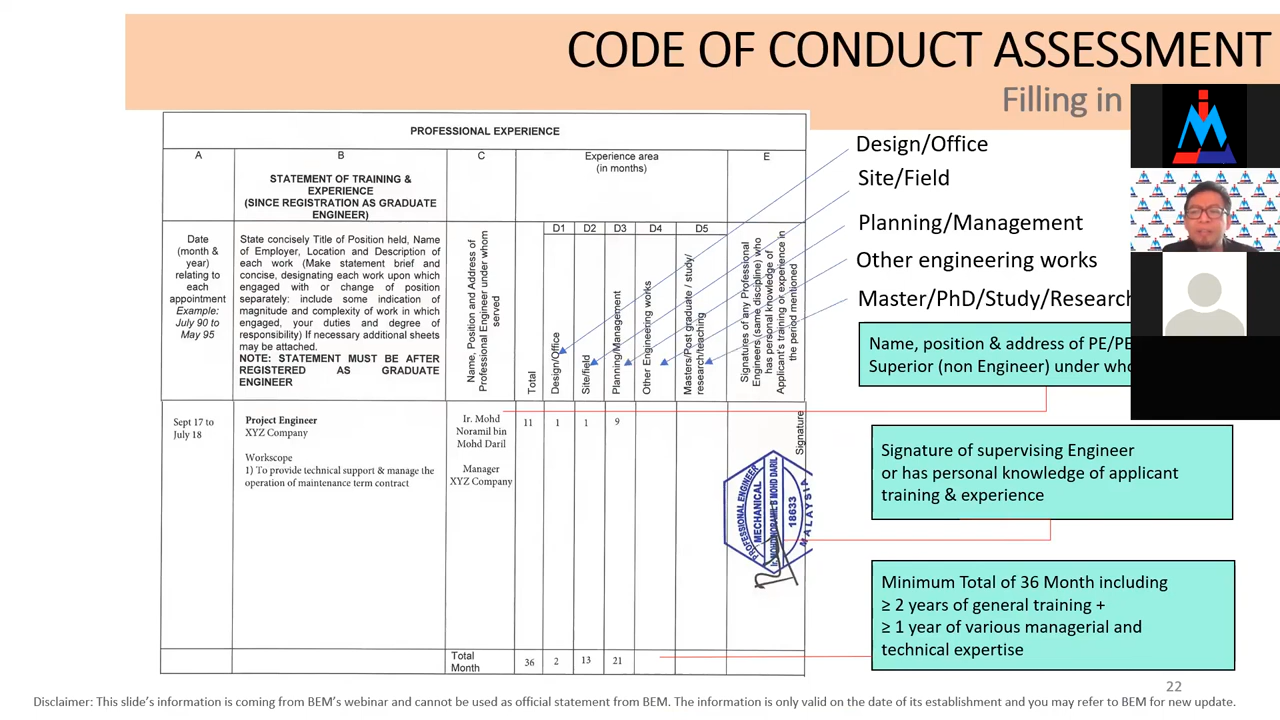 CODE OF CONDUCT ASSESSMENT
Filling in
PROFESSIONAL EXPERIENCE
A
B
STATEMENT OF TRAINING &
EXPERIENCE
(SINCE REGISTRATION AS GRADUATE
ENGINEER)
C
Experience area
(in months)
E
Date
(month &
year)
relating to
each
appointment
Example:
July 90 to
May 95
State concisely Title of Position held, Name
of Employer, Location and Description of
each work (Make statement brief and
concise, designating each work upon which
engaged with or change of position
separately: include some indication of
magnitude and complexity of work in which
engaged, your duties and degree of
responsibility) If necessary additional sheets
may be attached.
NOTE: STATEMENT MUST BE AFTER
REGISTERED AS GRADUATE
ENGINEER
Name, Position and Address of
Professional Engineer under whom
served
Total
D1
Design/Office
D2
Site/field
D3
Planning/Management
D4
Other Engineering works
D5
Masters/Post graduate / study/
research/teaching
Signatures of any Professional
Engineers (same discipline) who
has personal knowledge of
Applicant's training or experience in
the period mentioned
Sept 17 to
July 18
Project Engineer
XYZ Company
Workscope
1) To provide technical support & manage the
operation of maintenance term contract
Ir. Mohd
Noramil bin
Mohd Daril
Manager
XYZ Company
11
1
1
9
Signature
PROFESSIONAL ENGINEER
MECHANICAL
Ir. MOHD NORAMIL B MOHD DARIL
18633
MALAYSIA
Total
Month
36
2
13
21
Design/Office
Site/Field
Planning/Management
Other engineering works
Master/PhD/Study/Research
Name, position & address of PE/PE
Superior (non Engineer) under who
Signature of supervising Engineer
or has personal knowledge of applicant
training & experience
Minimum Total of 36 Month including
≥ 2 years of general training +
≥ 1 year of various managerial and
technical expertise
22
Disclaimer: This slide's information is coming from BEM's webinar and cannot be used as official statement from BEM. The information is only valid on the date of its establishment and you may refer to BEM for new update.